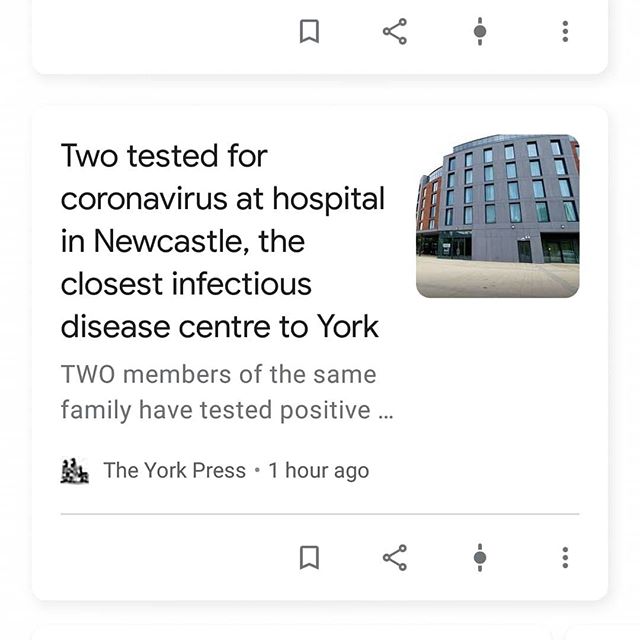 Two tested for
coronavirus at hospital
in Newcastle, the
closest infectious
disease centre to York
TWO members of the same
family have tested positive ...
The York Press • 1 hour ago